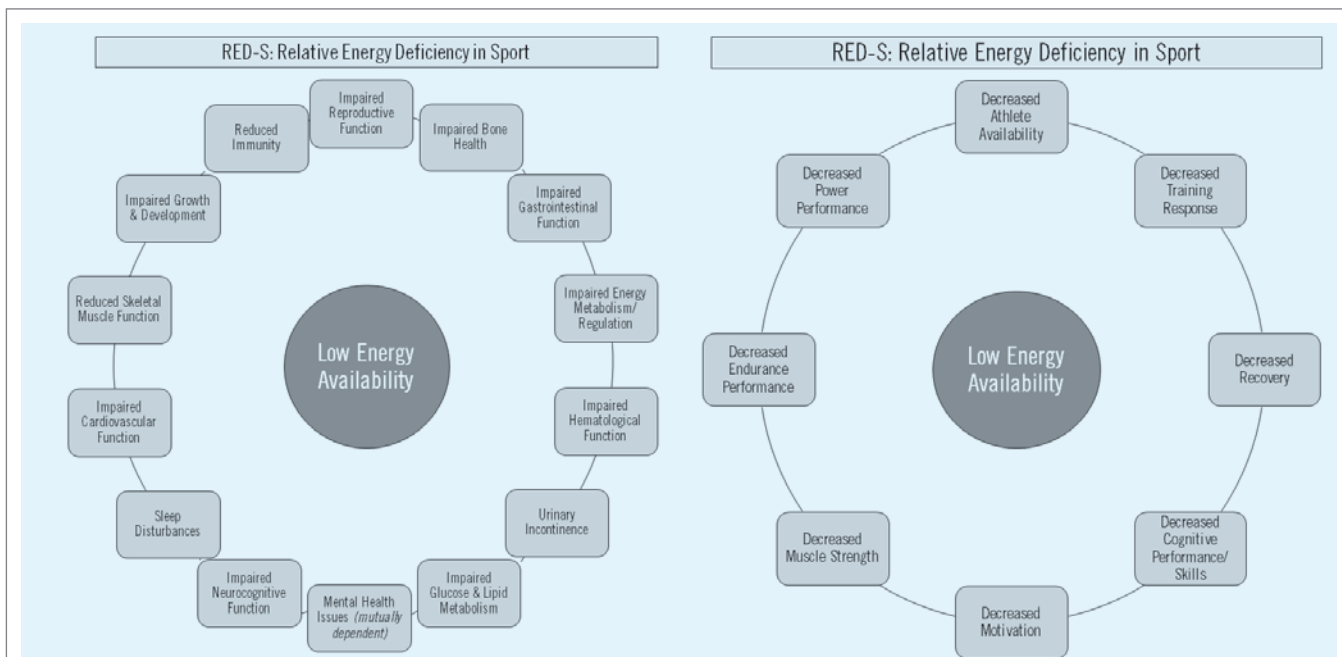 RED-S: Relative Energy Deficiency in Sport
Impaired
Reproductive
Function
Impaired Bone
Health
Impaired
Gastrointestinal
Function
Impaired Energy
Metabolism/
Regulation
Impaired
Hematological
Function
Urinary
Incontinence
Impaired
Glucose & Lipid
Metabolism
Mental Health
Issues (mutually
dependent)
Impaired
Neurocognitive
Function
Sleep
Disturbances
Impaired
Cardiovascular
Function
Reduced Skeletal
Muscle Function
Impaired Growth
& Development
Reduced
Immunity
Low Energy
Availability
RED-S: Relative Energy Deficiency in Sport
Decreased
Athlete
Availability
Decreased
Training
Response
Decreased
Recovery
Decreased
Cognitive
Performance/
Skills
Decreased
Motivation
Decreased
Muscle Strength
Decreased
Endurance
Performance
Decreased
Power
Performance
Low Energy
Availability